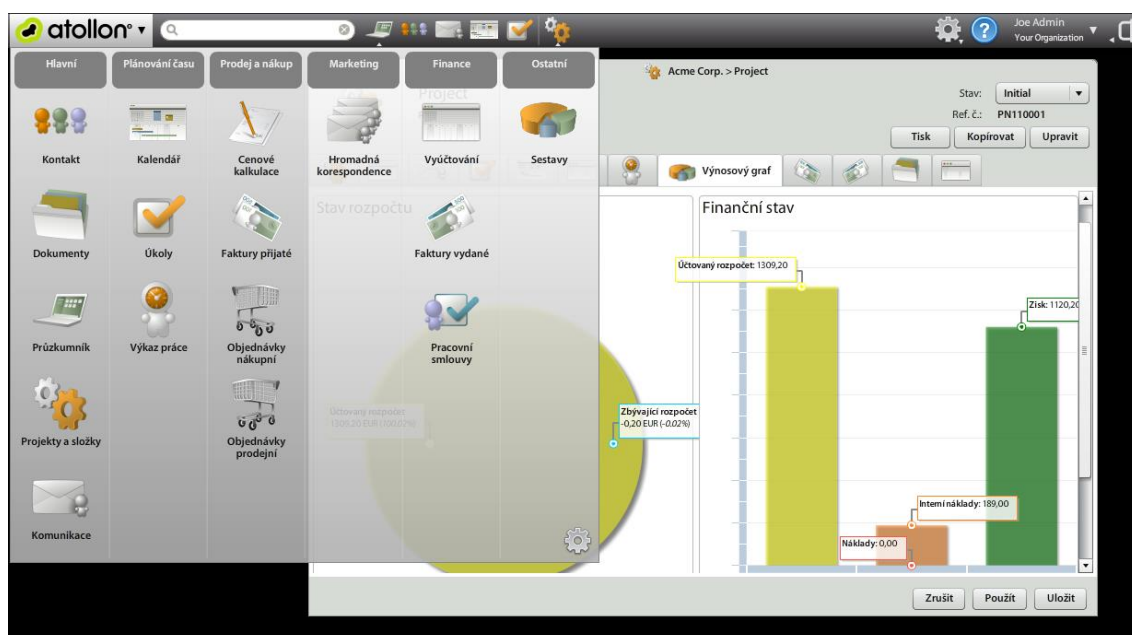 atollon
Joe Admin
Your Organization
Hlavní
Plánování času
Prodej a nákup
Marketing
Finance
Ostatní
Kontakt
Kalendář
Cenové
kalkulace
Hromadná
korespondence
Vyúčtování
Sestavy
Dokumenty
Úkoly
Faktury přijaté
Faktury vydané
Průzkumník
Výkaz práce
Objednávky
nákupní
Pracovní
smlouvy
Projekty a složky
Objednávky
prodejní
Komunikace
Project
Stav rozpočtu
Účtovaný rozpočet
Acme Corp. > Project
Stav: Initial
Ref. č.: PN110001
Tisk Kopírovat Upravit
Výnosový graf
Zbývající rozpočet
-0,20 EUR (-0.02%)
Finanční stav
Účtovaný rozpočet: 1309,20
Zisk: 1120,20
Interní náklady: 189,00
Náklady: 0,00
Zrušit Použít Uložit